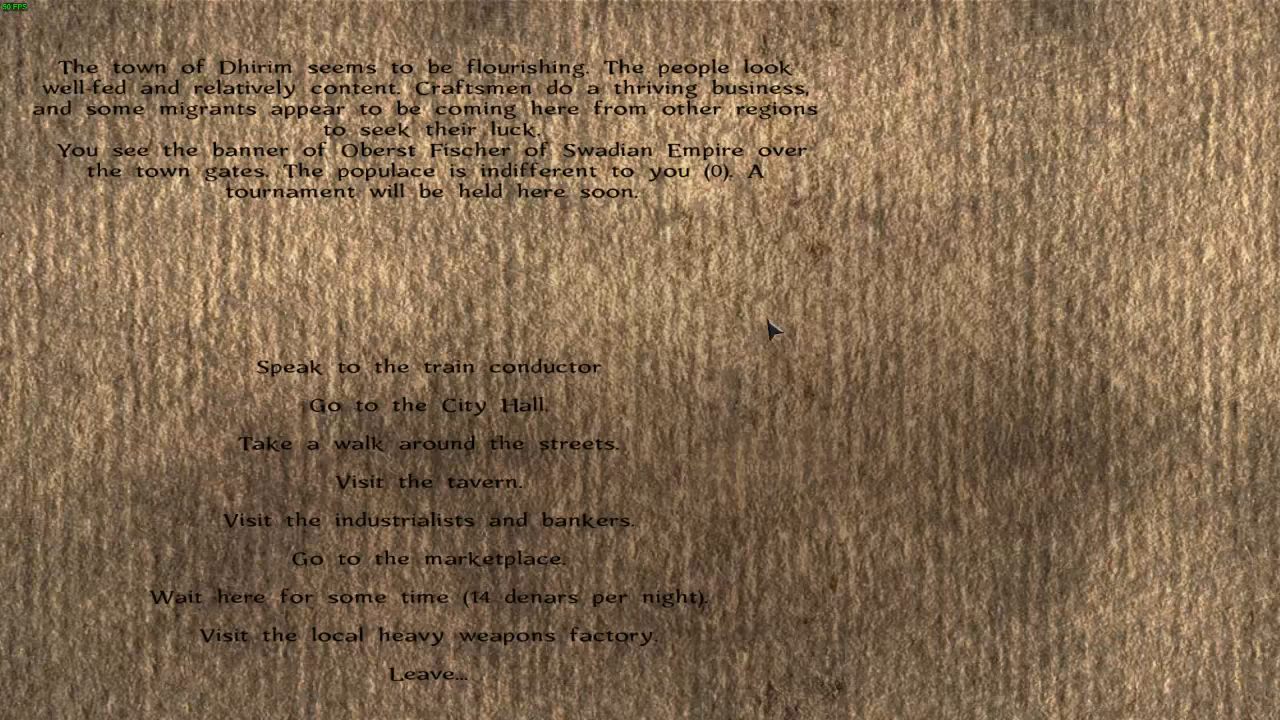 50 FPS
The town of Dhirim seems to be flourishing. The people look
well-fed and relatively content. Craftsmen do a thriving business,
and some migrants appear to be coming here from other regions
to seek their luck.
You see the banner of Oberst Fischer of Swadian Empire over
the town gates. The populace is indifferent to you (0). A
tournament will be held here soon.
Speak to the train conductor
Go to the City Hall.
Take a walk around the streets.
Visit the tavern.
Visit the industrialists and bankers.
Go to the marketplace.
Wait here for some time (14 denars per night).
Visit the local heavy weapons factory.
Leave...